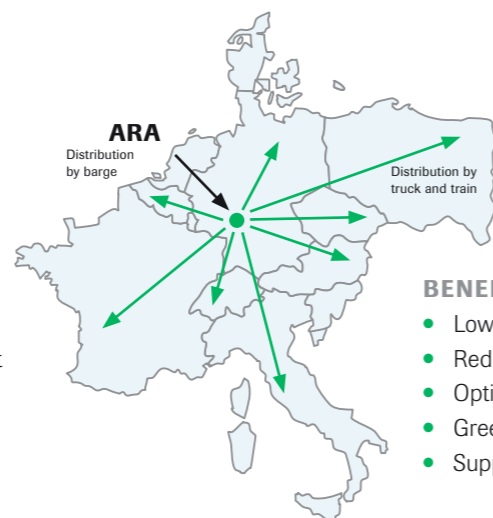 ARA
Distribution
by barge
Distribution by
truck and train
t
BENE
• Low
• Red
• Opti
• Gree
• Supp